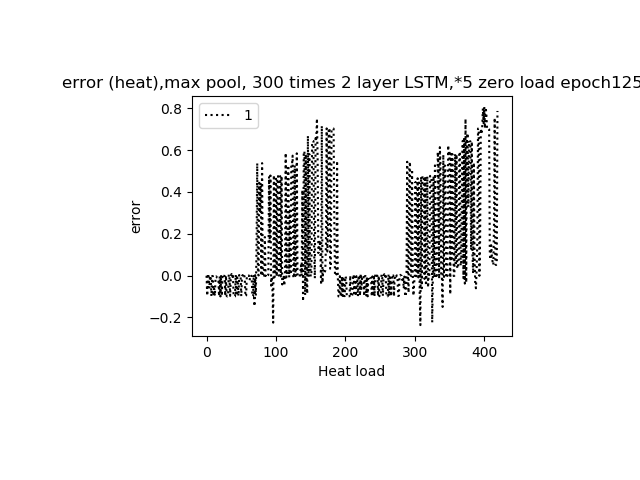 error (heat),max pool, 300 times 2 layer LSTM,*5 zero load epoch125
1
0.8
0.6
0.4
0.2
0.0
−0.2
error
0 100 200 300 400
Heat load